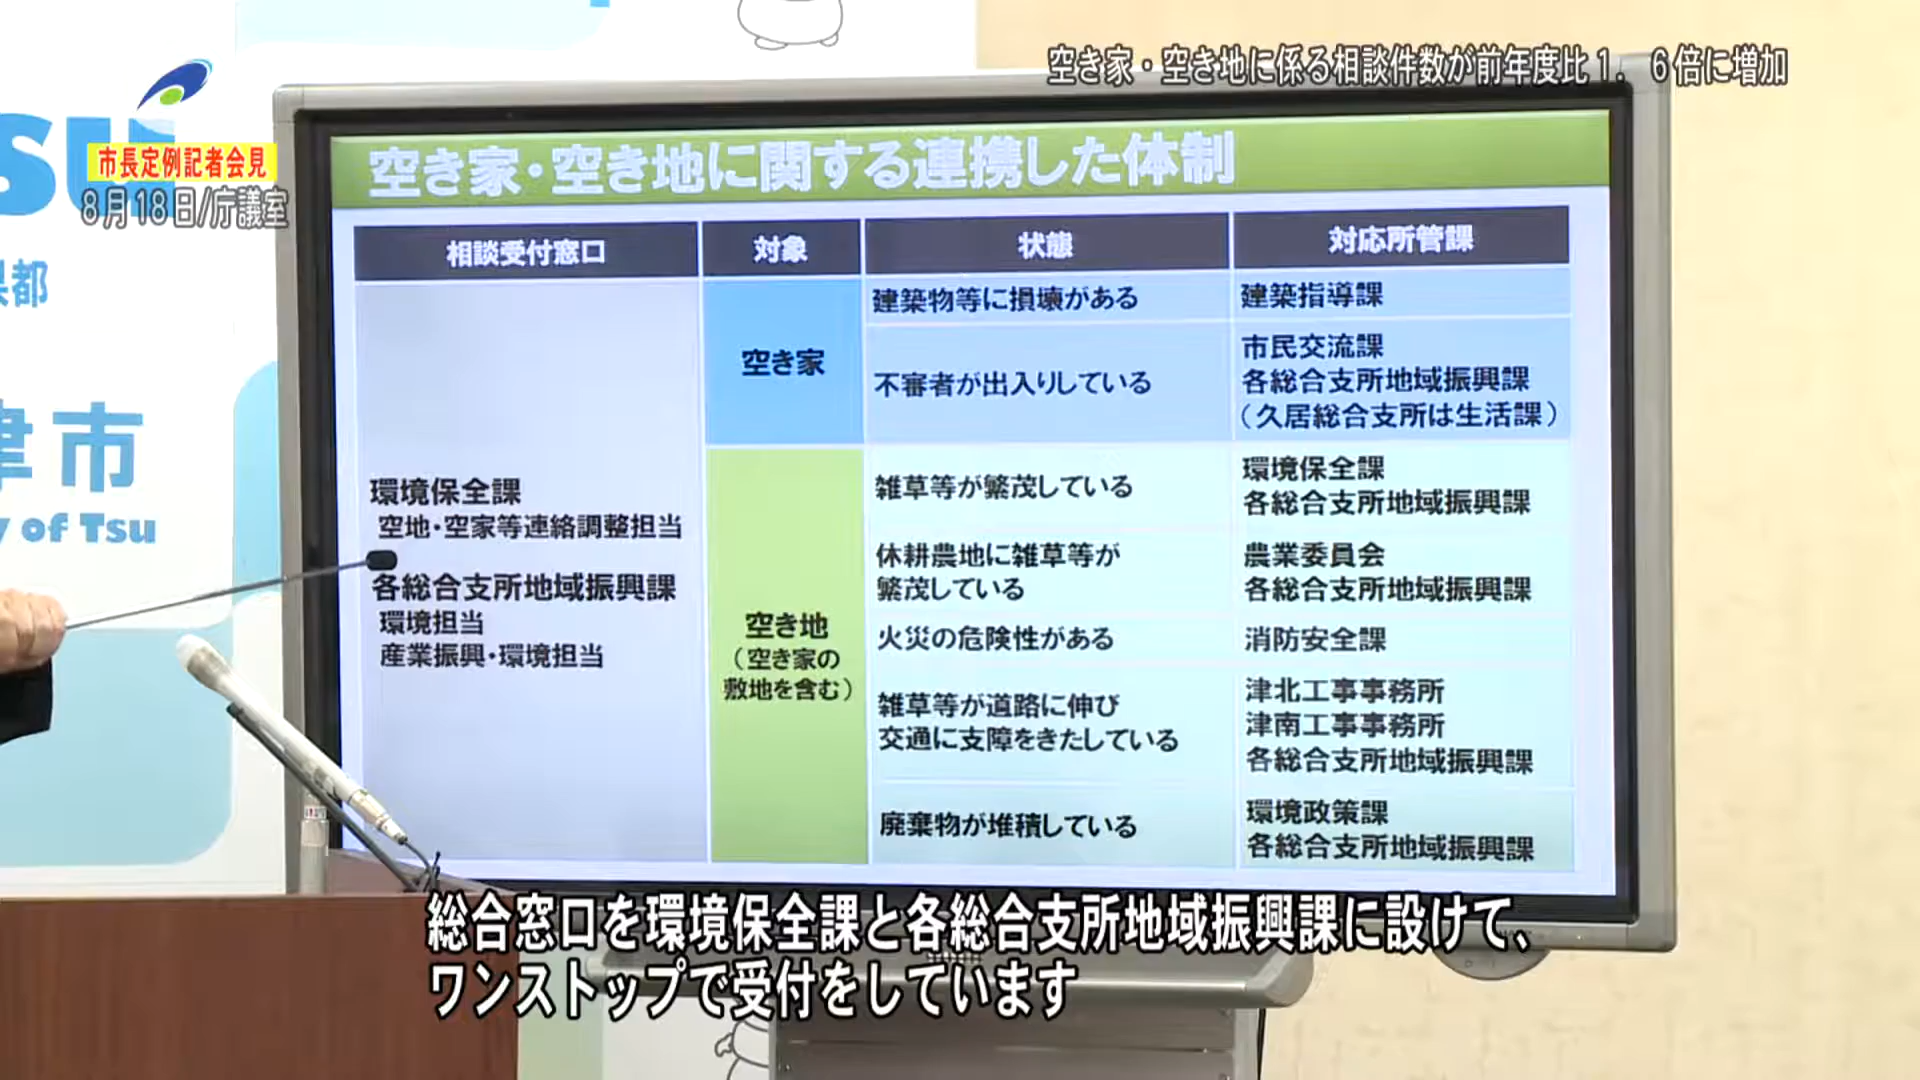 空き家・空き地に係る相談件数が前年度比1．6倍に増加
市長定例記者会見
8月18日/庁議室
津市
y of Tsu
空き家・空き地に関する連携した体制
相談受付窓口
対象
状態
対応所管課
環境保全課
空地・空家等連絡調整担当
各総合支所地域振興課
環境担当
産業振興・環境担当
空き家
建築物等に損壊がある
建築指導課
不審者が出入りしている
市民交流課
各総合支所地域振興課
（久居総合支所は生活課）
空き地
（空き家の
敷地を含む）
雑草等が繁茂している
環境保全課
各総合支所地域振興課
休耕農地に雑草等が
繁茂している
農業委員会
各総合支所地域振興課
火災の危険性がある
消防安全課
雑草等が道路に伸び
交通に支障をきたしている
津北工事事務所
津南工事事務所
各総合支所地域振興課
廃棄物が堆積している
環境政策課
各総合支所地域振興課
総合窓口を環境保全課と各総合支所地域振興課に設けて、
ワンストップで受付をしています